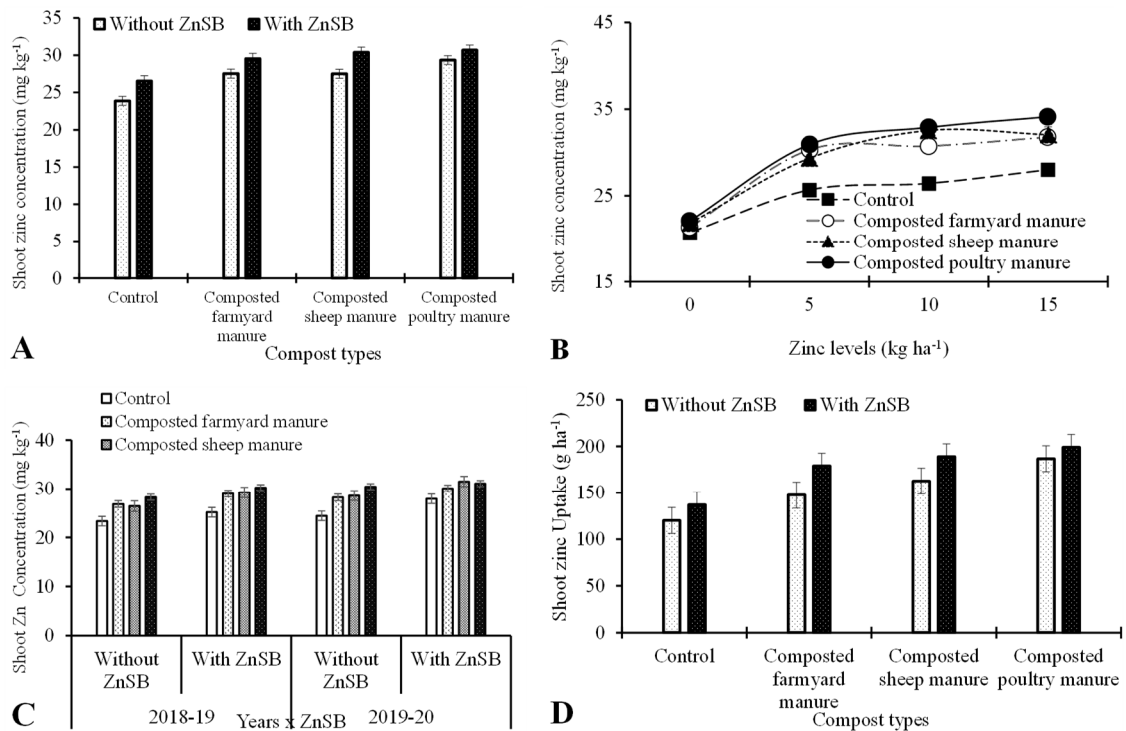 35
30
25
20
15
10
5
0
Shoot zinc concentration (mg kg⁻¹)
Without ZnSB
With ZnSB
Control
Composted
farmyard
manure
Composted
sheep manure
Composted
poultry manure
Compost types
A
45
35
25
15
Shoot zinc concentration (mg kg⁻¹)
Control
Composted farmyard manure
Composted sheep manure
Composted poultry manure
0 5 10 15
Zinc levels (kg ha⁻¹)
B
Control
Composted farmyard manure
Composted sheep manure
40
30
20
10
0
Shoot Zn Concentration (mg kg⁻¹)
Without
ZnSB
With ZnSB
Without
ZnSB
With ZnSB
2018-19
2019-20
Years x ZnSB
C
250
200
150
100
50
0
Shoot zinc Uptake (g ha⁻¹)
Without ZnSB
With ZnSB
Control
Composted
farmyard
manure
Composted
sheep manure
Composted
poultry manure
Compost types
D